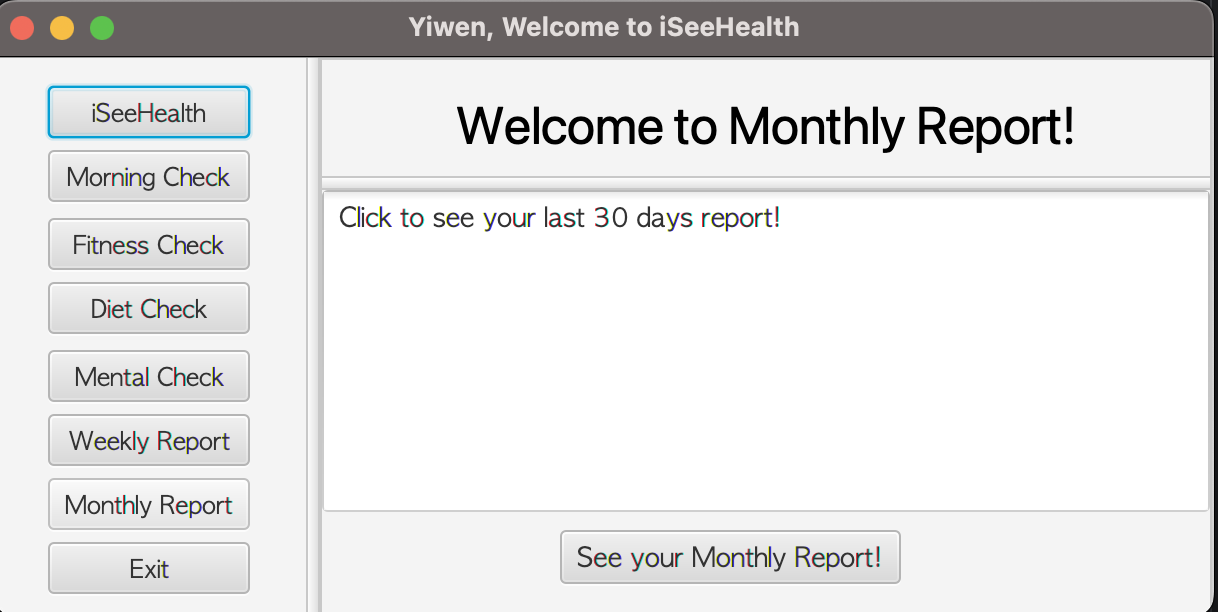 Yiwen, Welcome to iSeeHealth
iSeeHealth
Morning Check
Fitness Check
Diet Check
Mental Check
Weekly Report
Monthly Report
Exit
Welcome to Monthly Report!
Click to see your last 30 days report!
See your Monthly Report!